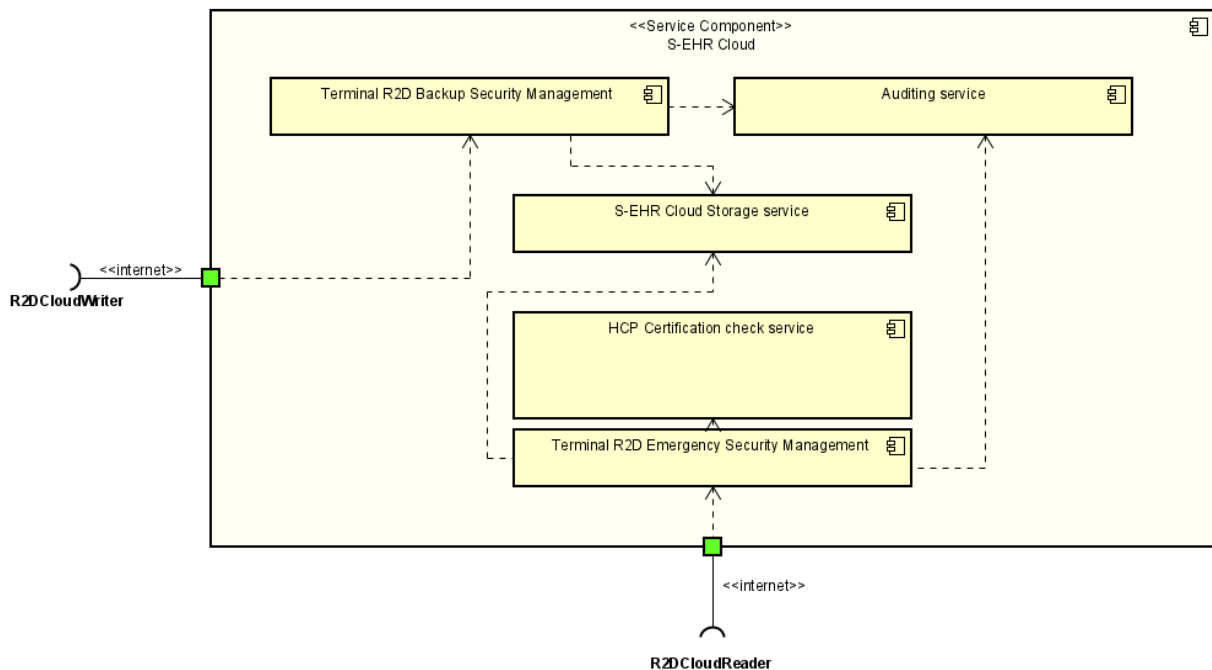 <<Service Component>>
S-EHR Cloud
Terminal R2D Backup Security Management
Auditing service
S-EHR Cloud Storage service
<<internet>>
R2DCloudWriter
HCP Certification check service
Terminal R2D Emergency Security Management
<<internet>>
R2DCloudReader